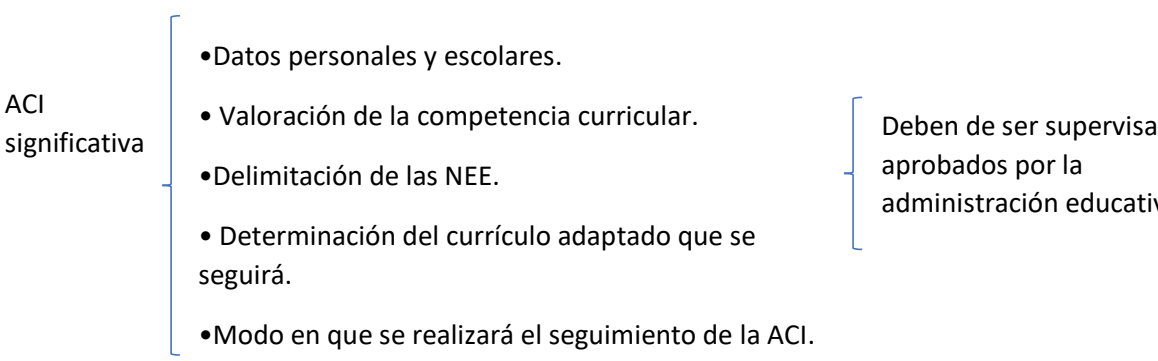 ACI
significativa
•Datos personales y escolares.
• Valoración de la competencia curricular.
•Delimitación de las NEE.
• Determinación del currículo adaptado que se
seguirá.
•Modo en que se realizará el seguimiento de la ACI.
Deben de ser
aprobados por la
administración